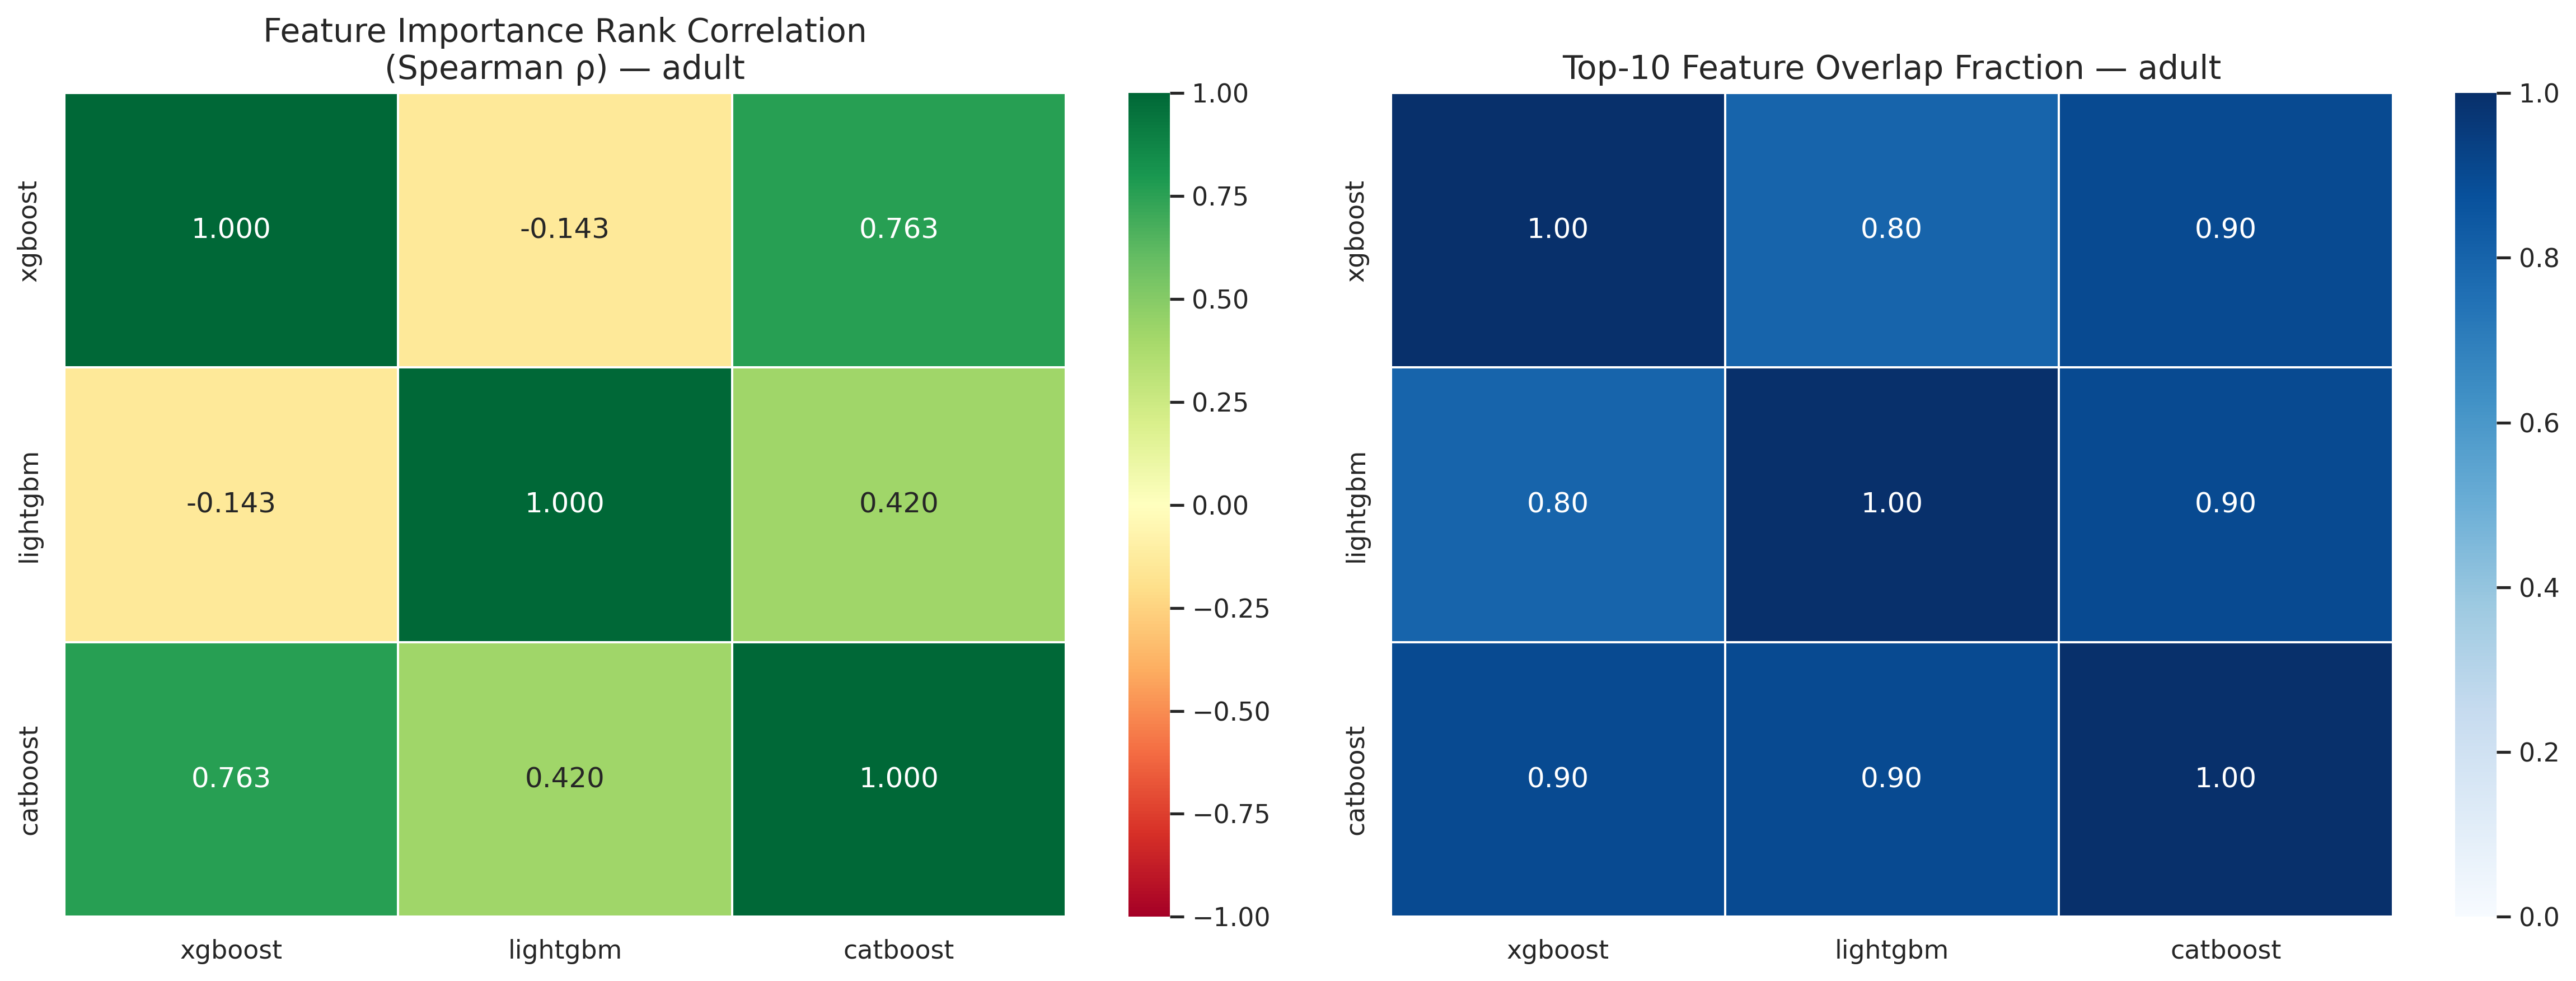 Feature Importance Rank Correlation
(Spearman ρ) — adult
xgboost
lightgbm
catboost
1.000
-0.143
0.763
-0.143
1.000
0.420
0.763
0.420
1.000
xgboost
lightgbm
catboost
1.00
0.75
0.50
0.25
0.00
−0.25
−0.50
−0.75
−1.00
Top-10 Feature Overlap Fraction — adult
xgboost
lightgbm
catboost
1.00
0.80
0.90
0.80
1.00
0.90
0.90
0.90
1.00
xgboost
lightgbm
catboost
1.0
0.8
0.6
0.4
0.2
0.0